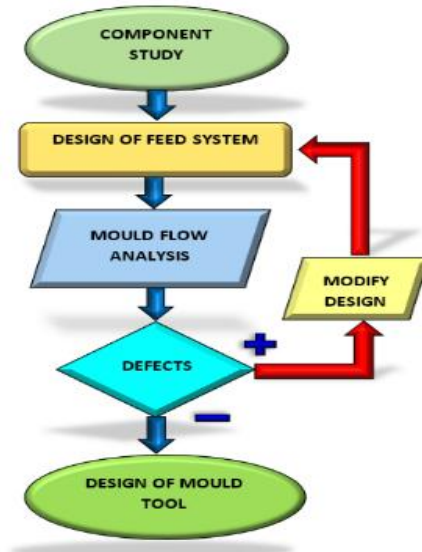 COMPONENT
STUDY
DESIGN OF FEED SYSTEM
MOULD FLOW
ANALYSIS
MODIFY
DESIGN
DEFECTS
+
−
DESIGN OF MOULD
TOOL